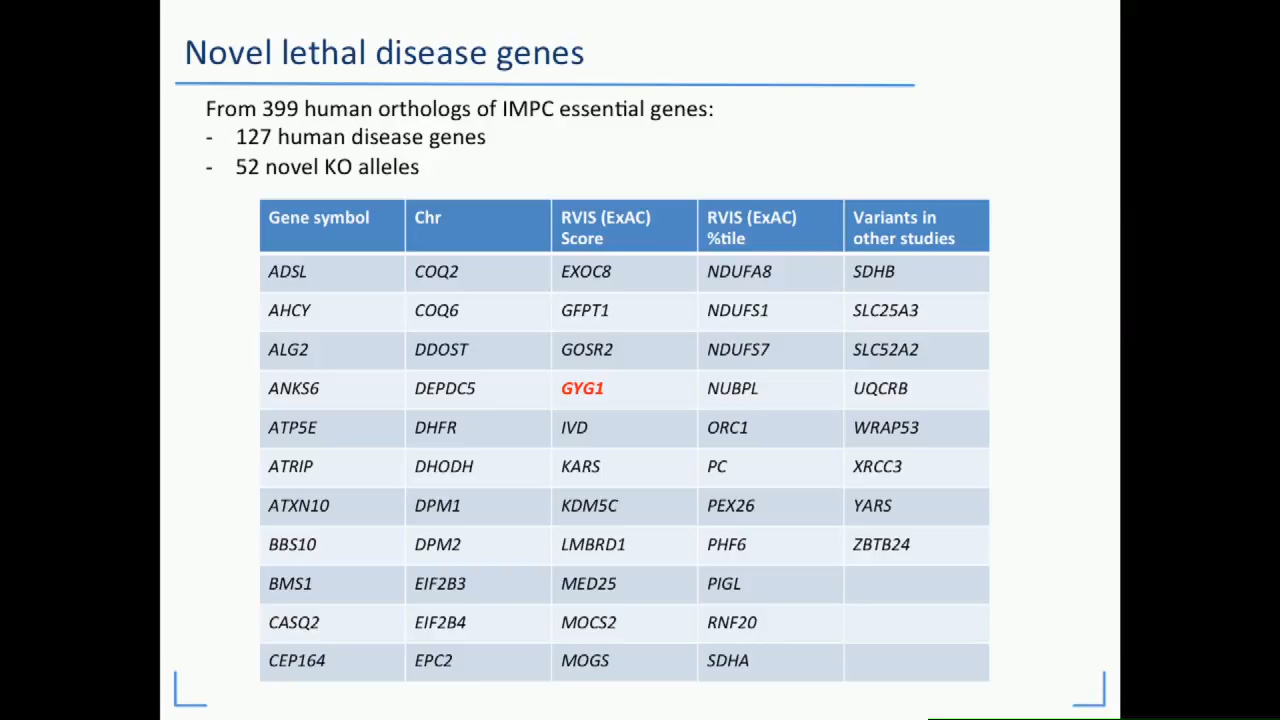 Novel lethal disease genes
From 399 human orthologs of IMPC essential genes:
- 127 human disease genes
- 52 novel KO alleles
Gene symbol Chr RVIS (ExAC) Score RVIS (ExAC) %tile Variants in other studies
ADSL COQ2 EXOC8 NDUFA8 SDHB
AHCY COQ6 GFPT1 NDUFS1 SLC25A3
ALG2 DDOST GOSR2 NDUFS7 SLC52A2
ANKS6 DEPDC5 GYG1 NUBPL UQCRB
ATP5E DHFR IVD ORC1 WRAP53
ATRIP DHODH KARS PC XRCC3
ATXN10 DPM1 KDM5C PEX26 YARS
BBS10 DPM2 LMBRD1 PHF6 ZBTB24
BMS1 EIF2B3 MED25 PIGL
CASQ2 EIF2B4 MOCS2 RNF20
CEP164 EPC2 MOGS SDHA